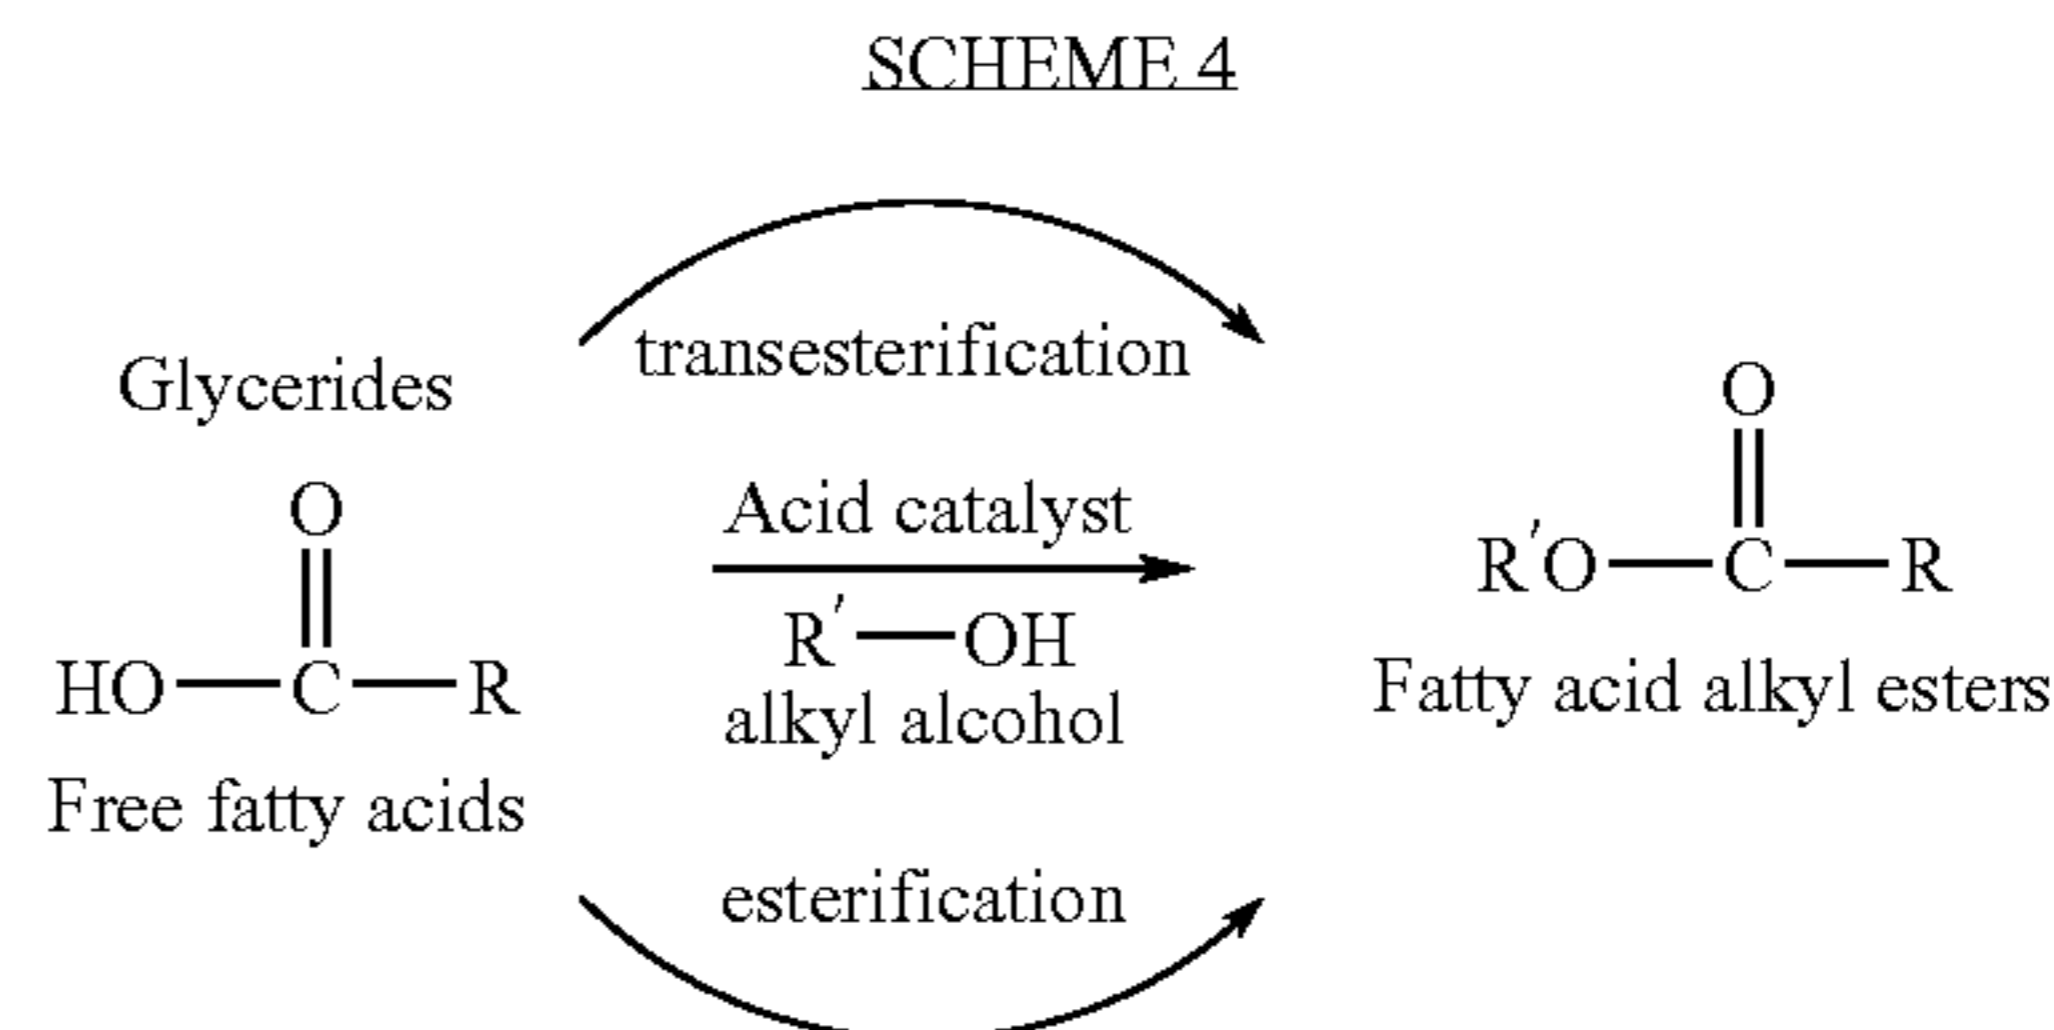 SCHEME 4
transesterification
Glycerides
O
HO—C—R
Free fatty acids
Acid catalyst
R′—OH
alkyl alcohol
O
R′O—C—R
Fatty acid alkyl esters
esterification